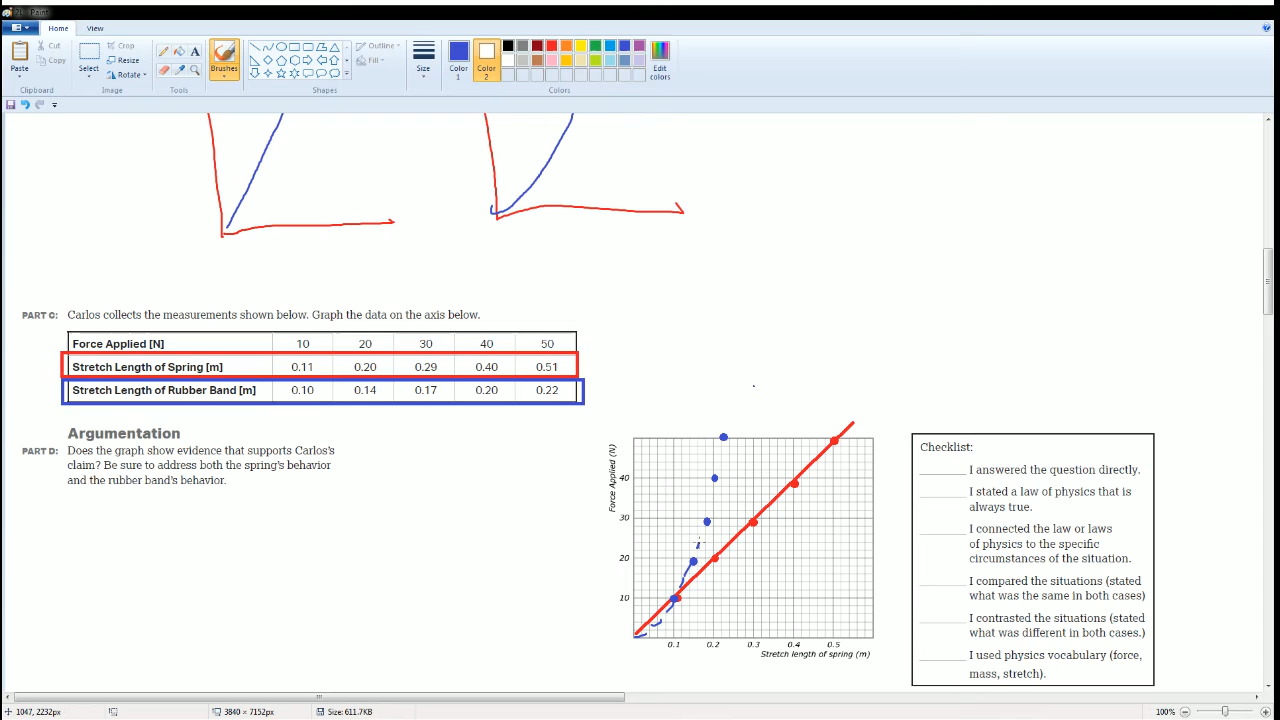 Paint
Home View
Cut
Copy
Paste
Clipboard
Crop
Resize
Rotate
Select
Image
A
Tools
Brushes
Outline
Fill
Shapes
Size
Color 1
Color 2
Edit colors
Colors
PART C: Carlos collects the measurements shown below. Graph the data on the axis below.
Force Applied [N] 10 20 30 40 50
Stretch Length of Spring [m] 0.11 0.20 0.29 0.40 0.51
Stretch Length of Rubber Band [m] 0.10 0.14 0.17 0.20 0.22
Argumentation
PART D: Does the graph show evidence that supports Carlos's
claim? Be sure to address both the spring's behavior
and the rubber band's behavior.
Force Applied (N)
40
30
20
10
0.1 0.2 0.3 0.4 0.5
Stretch length of spring (m)
Checklist:
I answered the question directly.
I stated a law of physics that is
always true.
I connected the law or laws
of physics to the specific
circumstances of the situation.
I compared the situations (stated
what was the same in both cases)
I contrasted the situations (stated
what was different in both cases.)
I used physics vocabulary (force,
mass, stretch).
1047, 2232px 3840 × 7152px Size: 611.7KB 100%